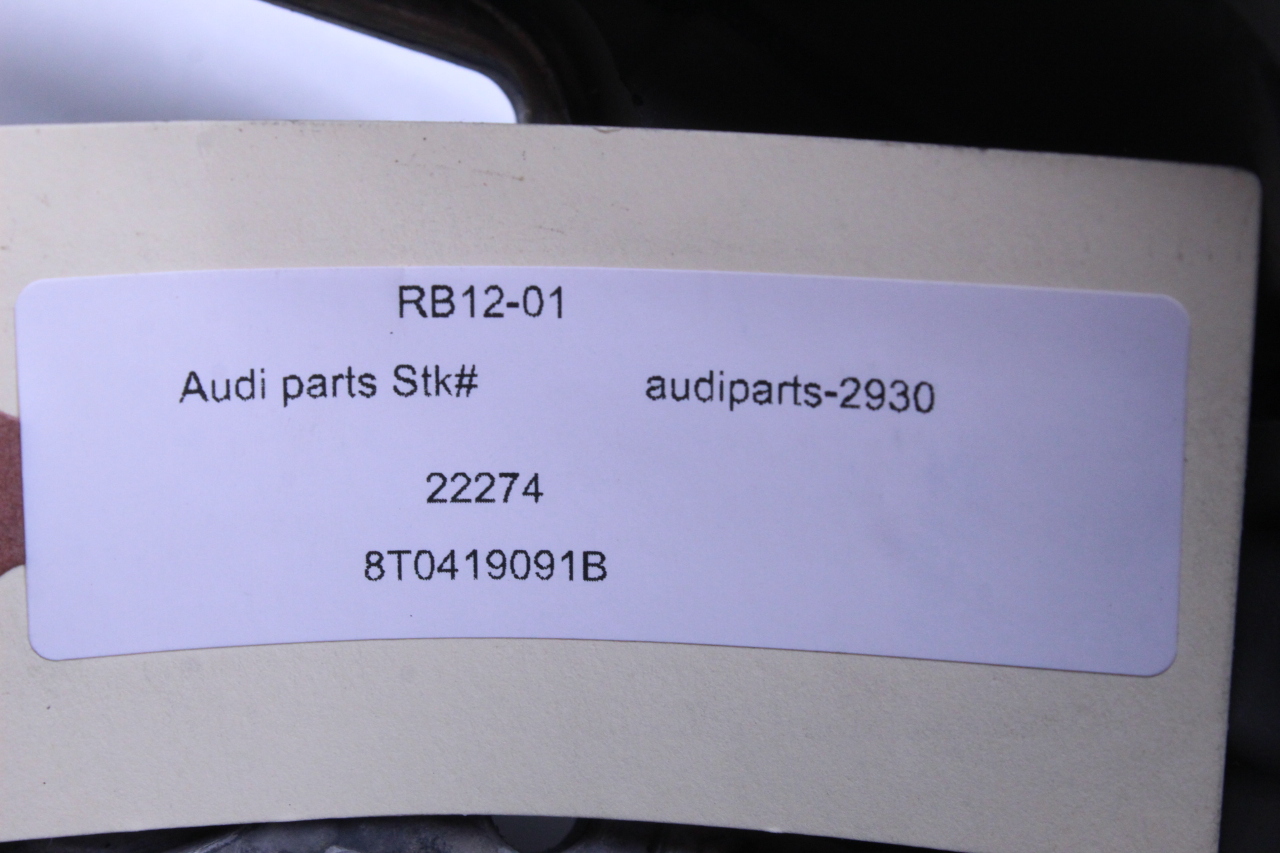 RB12-01
Audi parts Stk# audiparts-2930
22274
8T0419091B